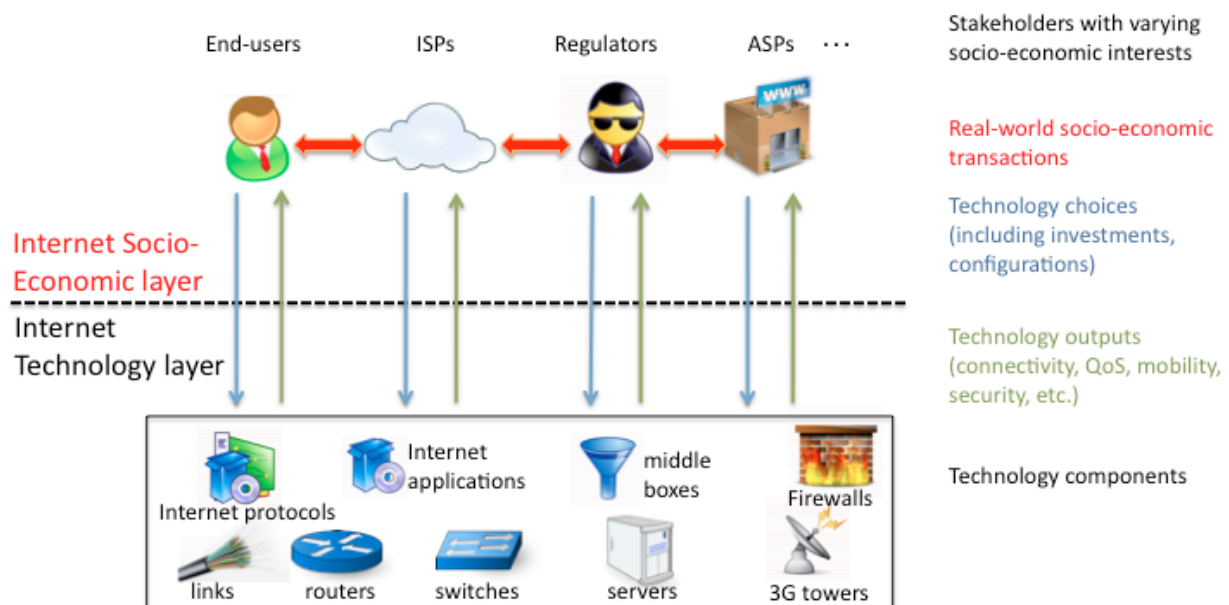 End-users
ISPs
Regulators
ASPs
...
Stakeholders with varying
socio-economic interests
www
Real-world socio-economic
transactions
Technology choices
(including investments,
configurations)
Internet Socio-
Economic layer
Internet
Technology layer
Technology outputs
(connectivity, QoS, mobility,
security, etc.)
Internet protocols
Internet
applications
middle
boxes
Firewalls
Technology components
links
routers
switches
servers
3G towers